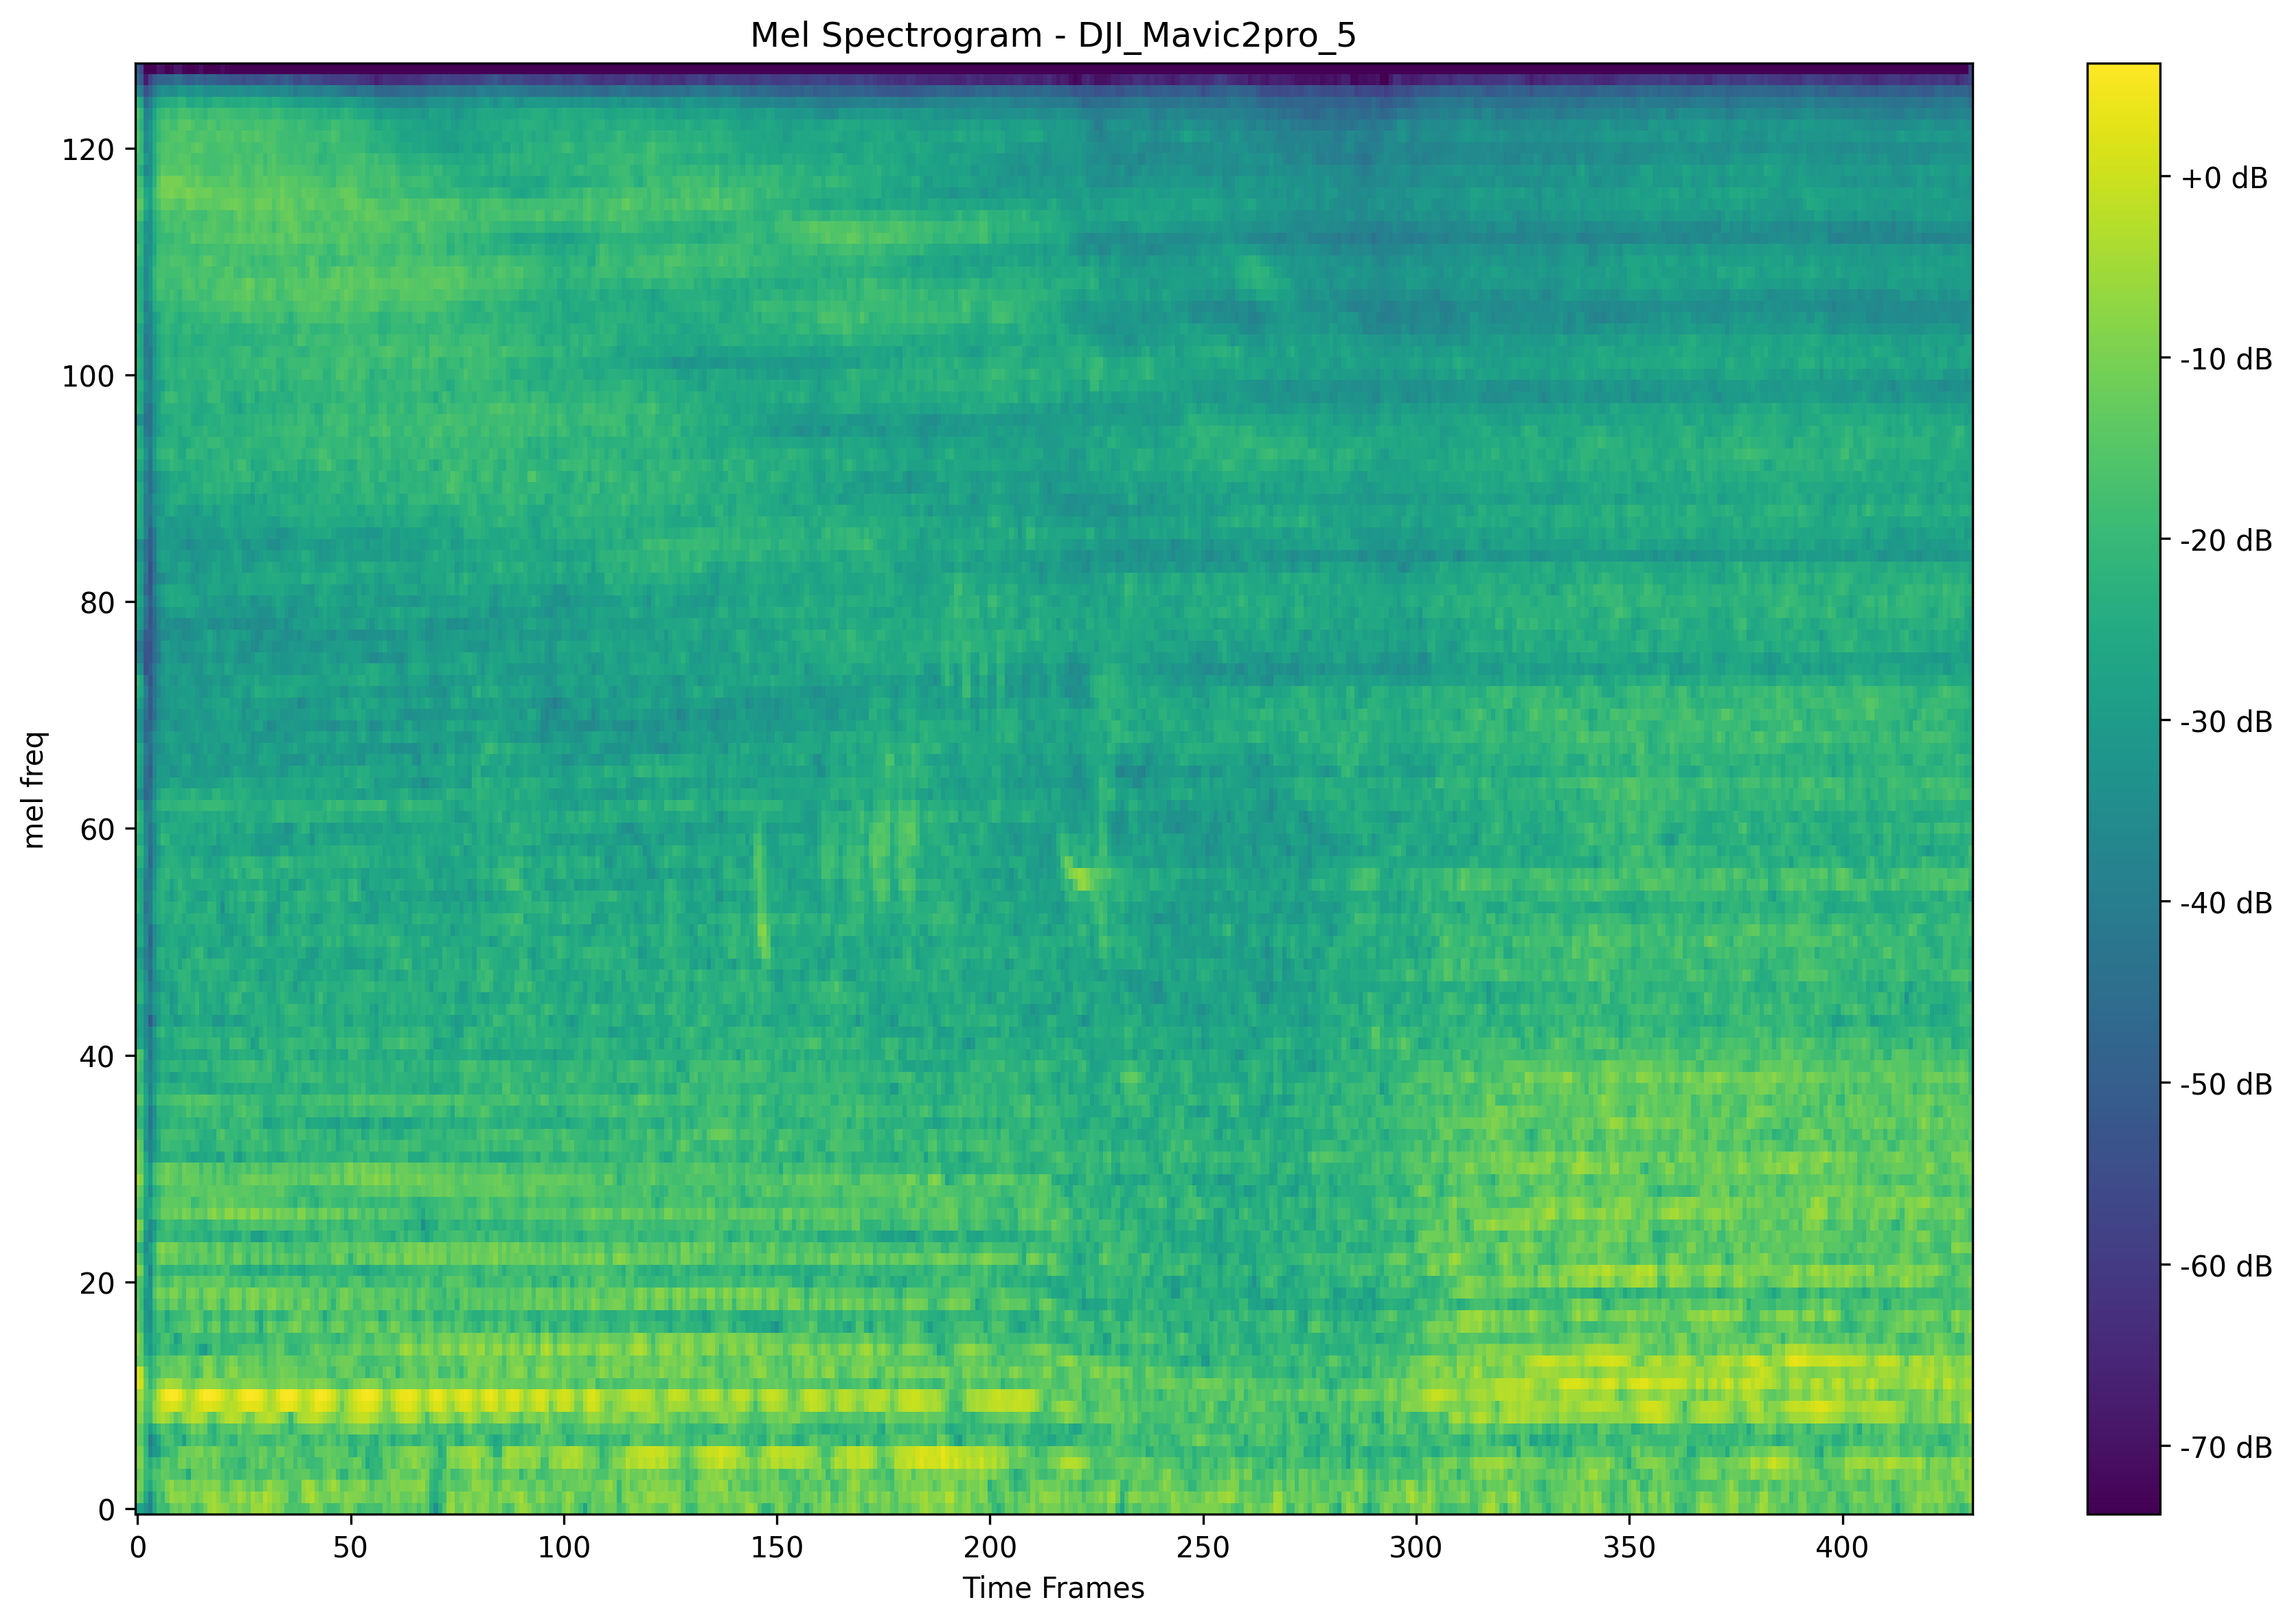 Mel Spectrogram - DJI_Mavic2pro_5
mel freq
120
100
80
60
40
20
0
0 50 100 150 200 250 300 350 400
Time Frames
+0 dB
-10 dB
-20 dB
-30 dB
-40 dB
-50 dB
-60 dB
-70 dB